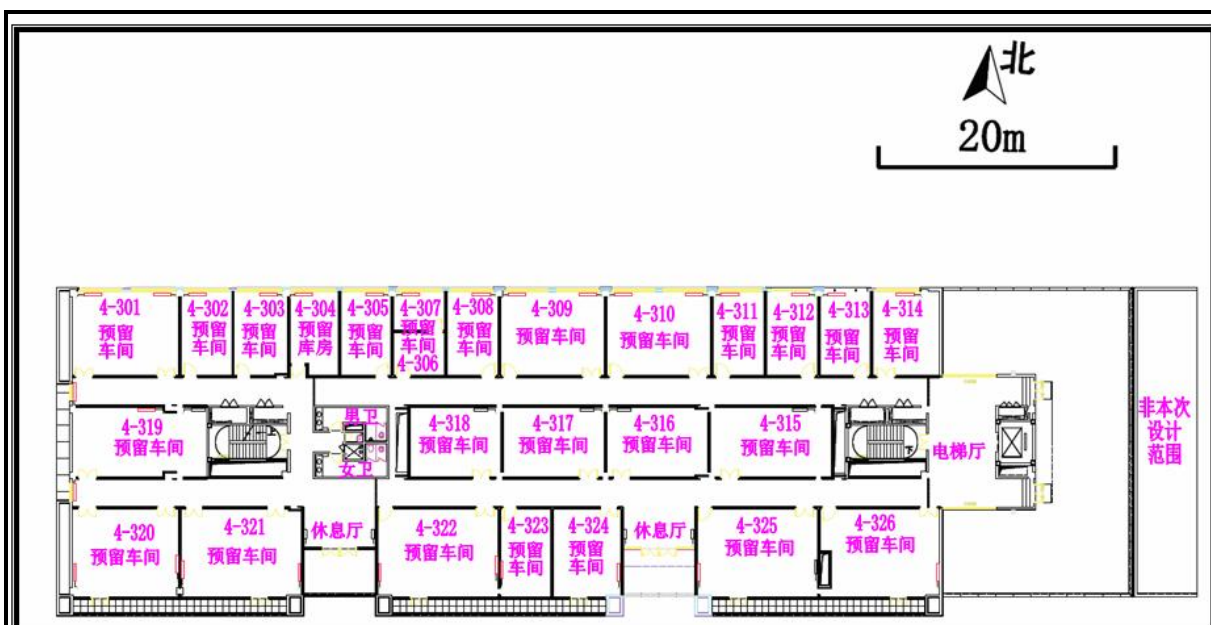 北
20m
4-301
预留
车间
4-302
预留
车间
4-303
预留
车间
4-304
预留
库房
4-305
预留
车间
4-307
预留
车间
4-306
4-308
预留
车间
4-309
预留车间
4-310
预留车间
4-311
预留
车间
4-312
预留
车间
4-313
预留
车间
4-314
预留
车间
4-319
预留车间
男卫
女卫
4-318
预留车间
4-317
预留车间
4-316
预留车间
4-315
预留车间
电梯厅
非本次
设计
范围
4-320
预留车间
4-321
预留车间
休息厅
4-322
预留车间
4-323
预留
车间
4-324
预留
车间
休息厅
4-325
预留车间
4-326
预留车间